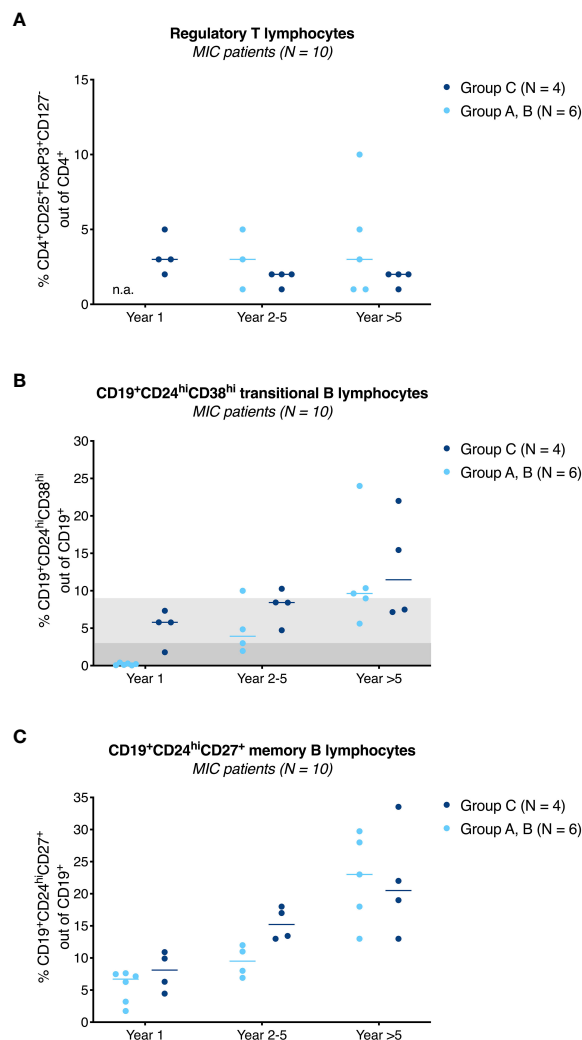 A
Regulatory T lymphocytes
MIC patients (N = 10)
% CD4⁺CD25⁺FoxP3⁺CD127⁻
out of CD4⁺
15
10
5
0
n.a.
Year 1
Year 2-5
Year >5
Group C (N = 4)
Group A, B (N = 6)
B
CD19⁺CD24ʰⁱCD38ʰⁱ transitional B lymphocytes
MIC patients (N = 10)
% CD19⁺CD24ʰⁱCD38ʰⁱ
out of CD19⁺
30
25
20
15
10
5
0
Year 1
Year 2-5
Year >5
Group C (N = 4)
Group A, B (N = 6)
C
CD19⁺CD24ʰⁱCD27⁺ memory B lymphocytes
MIC patients (N = 10)
% CD19⁺CD24ʰⁱCD27⁺
out of CD19⁺
35
30
25
20
15
10
5
0
Year 1
Year 2-5
Year >5
Group C (N = 4)
Group A, B (N = 6)